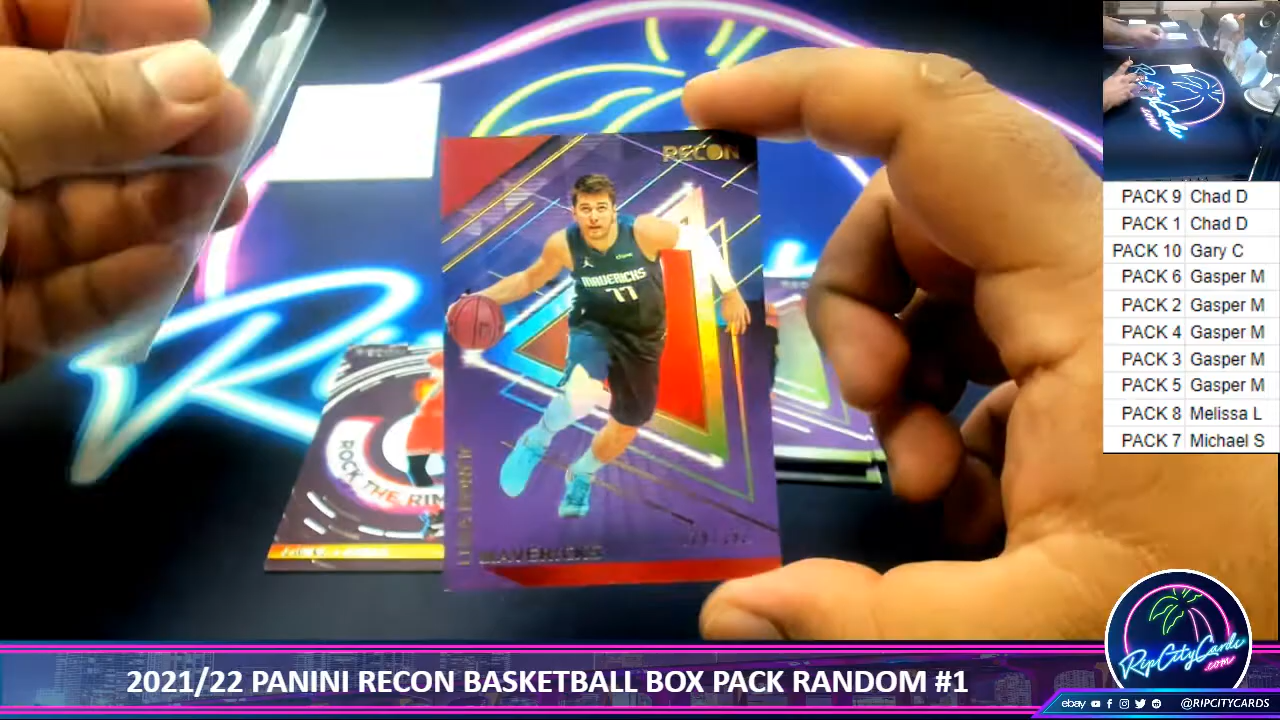 RECON
MAVERICKS
77
MAVERICKS
ROCK THE RIM
PACK 9 Chad D
PACK 1 Chad D
PACK 10 Gary C
PACK 6 Gasper M
PACK 2 Gasper M
PACK 4 Gasper M
PACK 3 Gasper M
PACK 5 Gasper M
PACK 8 Melissa L
PACK 7 Michael S
RipCityCards
.com
2021/22 PANINI RECON BASKETBALL BOX PACK RANDOM #1
ebay @RIPCITYCARDS